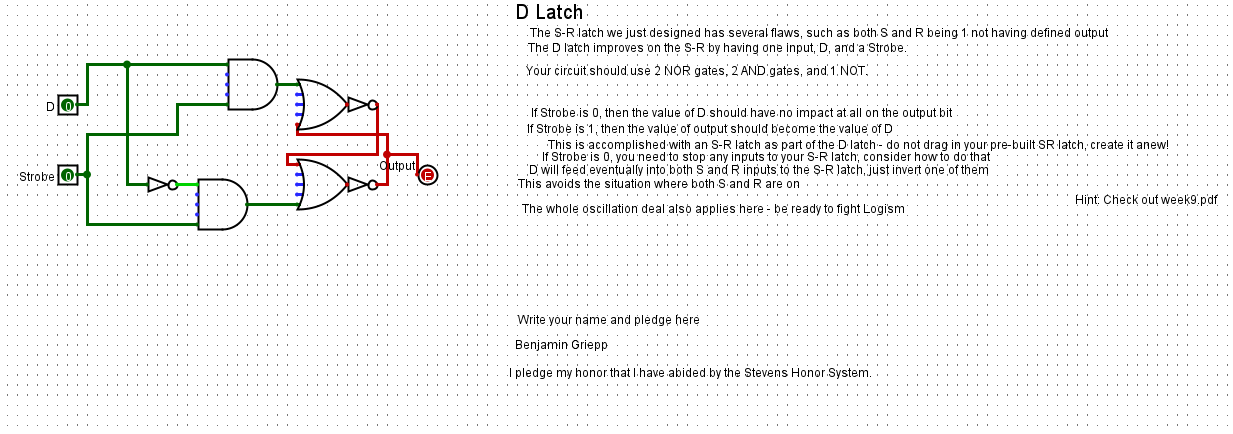 D Latch
The S-R latch we just designed has several flaws, such as both S and R being 1 not having defined output
The D latch improves on the S-R by having one input, D, and a Strobe.
Your circuit should use 2 NOR gates, 2 AND gates, and 1 NOT.
D 0
If Strobe is 0, then the value of D should have no impact at all on the output bit
If Strobe is 1, then the value of output should become the value of D
This is accomplished with an S-R latch as part of the D latch - do not drag in your pre-built SR latch, create it anew!
If Strobe is 0, you need to stop any inputs to your S-R latch, consider how to do that
Output
D will feed eventually into both S and R inputs to the S-R latch, just invert one of them
Strobe 0
E
This avoids the situation where both S and R are on
Hint: Check out week9.pdf
The whole oscillation deal also applies here - be ready to fight Logism
Write your name and pledge here
Benjamin Griepp
I pledge my honor that I have abided by the Stevens Honor System.